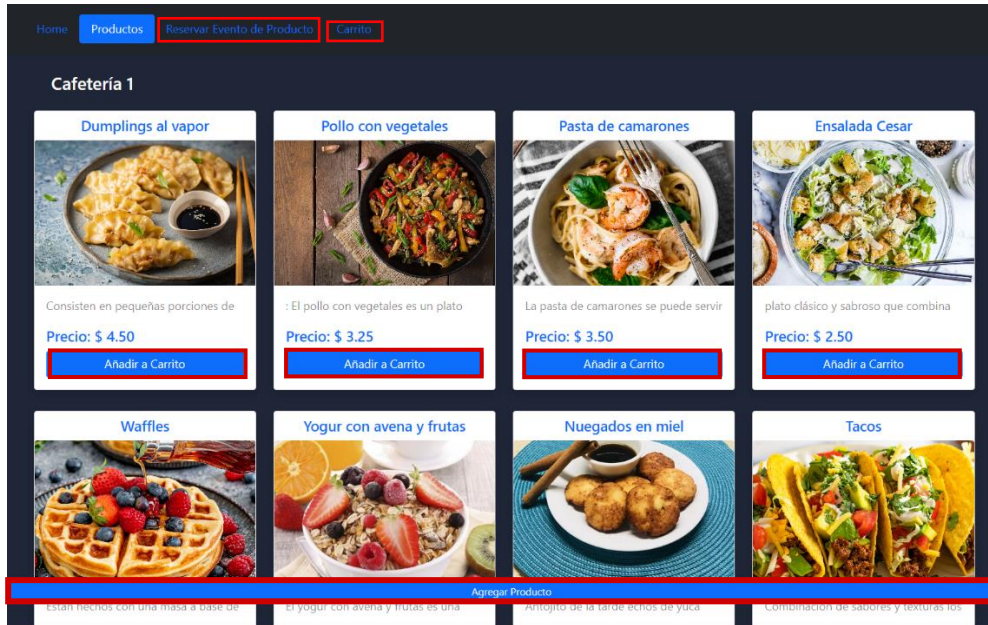 Home Productos Reservar Evento de Producto Carrito
Cafetería 1
Dumplings al vapor
Pollo con vegetales
Pasta de camarones
Ensalada Cesar
Consisten en pequeñas porciones de
: El pollo con vegetales es un plato
La pasta de camarones se puede servir
plato clásico y sabroso que combina
Precio: $ 4.50
Precio: $ 3.25
Precio: $ 3.50
Precio: $ 2.50
Añadir a Carrito
Añadir a Carrito
Añadir a Carrito
Añadir a Carrito
Waffles
Yogur con avena y frutas
Nuegados en miel
Tacos
Agregar Producto
Están hechos con una masa a base de
El yogur con avena y frutas es una
Antojito de la tarde echos de yuca
Combinación de sabores y texturas los